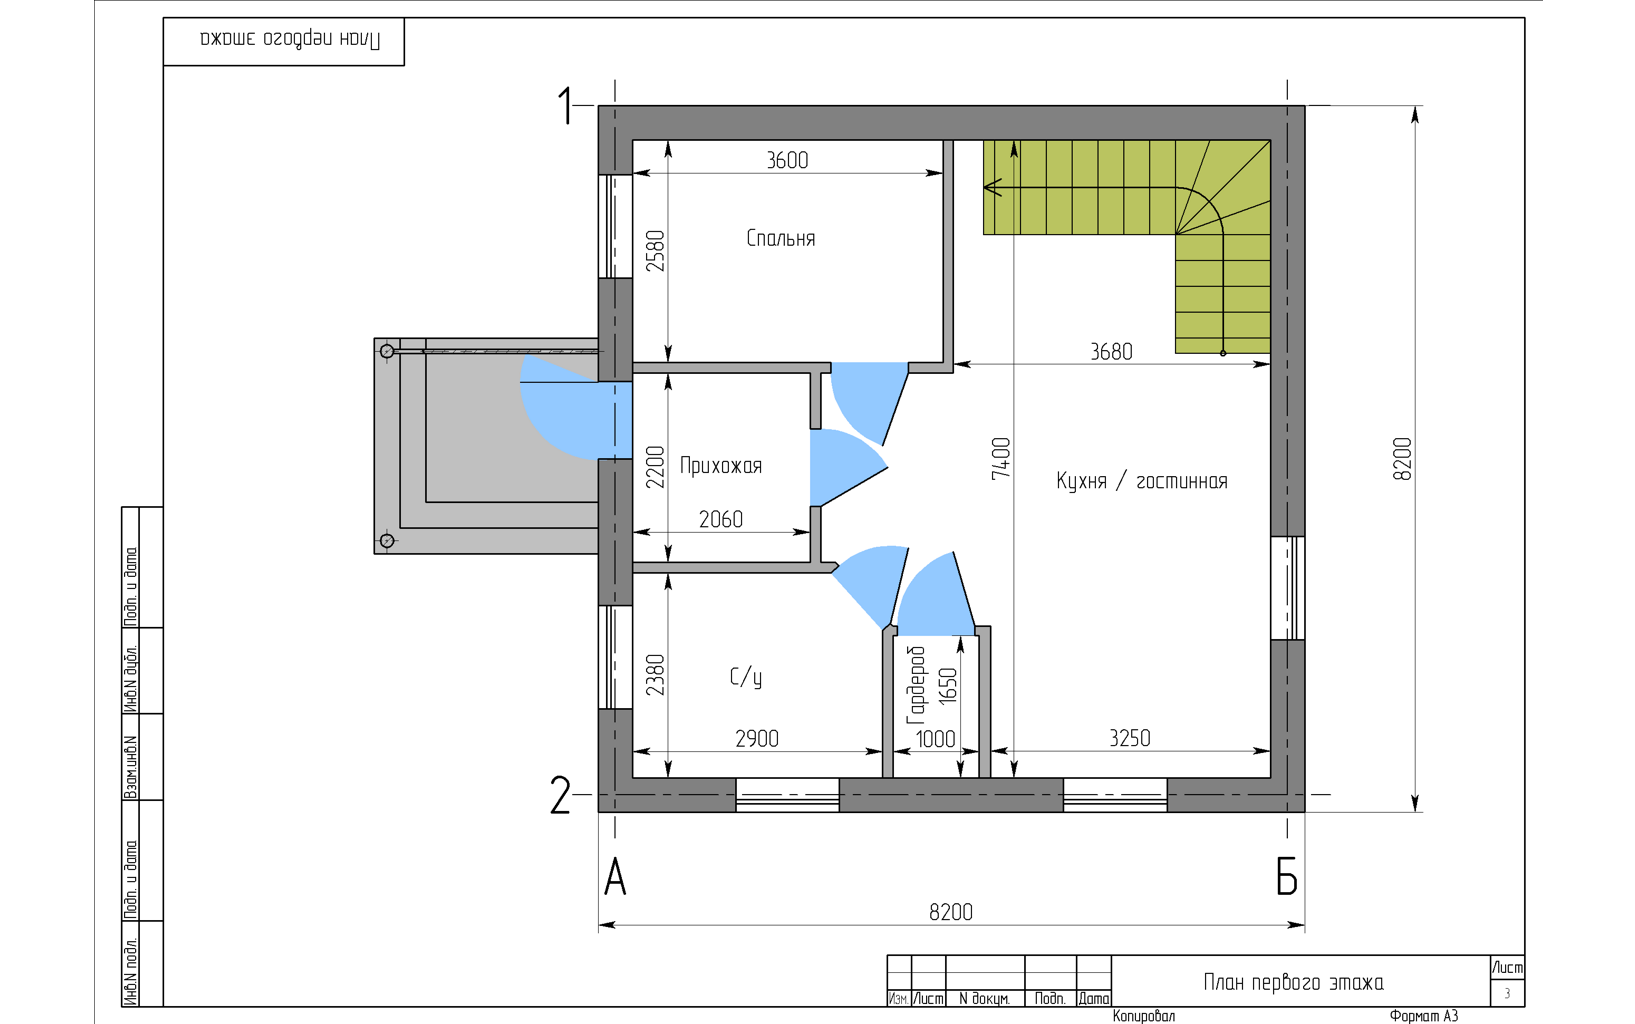 План первого этажа
1
3600
2580
Спальня
3680
2200
Прихожая
2060
7400
Кухня / гостинная
8200
2380
С/у
2900
Гардероб
1650
1000
3250
2
А
Б
8200
Подп. и дата
Инв.N дубл.
Взам.инв.N
Подп. и дата
Инв.N подл.
Изм.
Лист
N докум.
Подп.
Дата
План первого этажа
Лист
3
Копировал
Формат А3